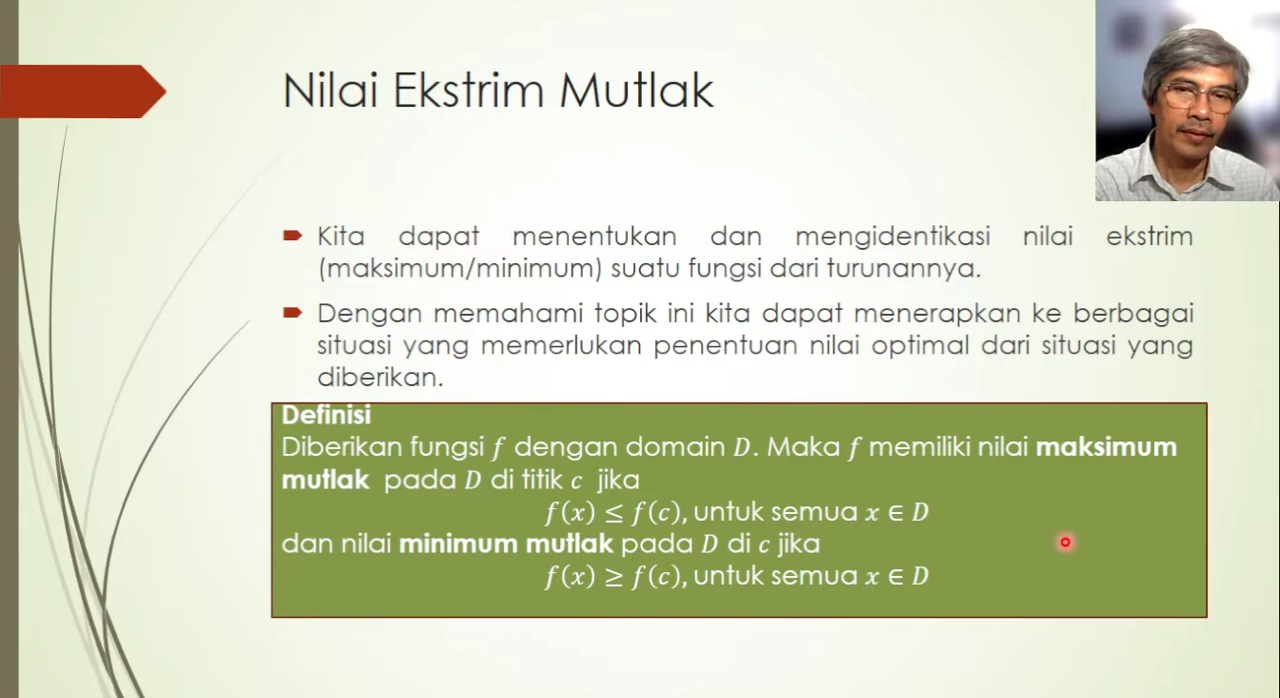 Nilai Ekstrim Mutlak
Kita dapat menentukan dan mengidentikasi nilai ekstrim
(maksimum/minimum) suatu fungsi dari turunannya.
Dengan memahami topik ini kita dapat menerapkan ke berbagai
situasi yang memerlukan penentuan nilai optimal dari situasi yang
diberikan.
Definisi
Diberikan fungsi f dengan domain D. Maka f memiliki nilai maksimum
mutlak pada D di titik c jika
f(x) ≤ f(c), untuk semua x ∈ D
dan nilai minimum mutlak pada D di c jika
f(x) ≥ f(c), untuk semua x ∈ D